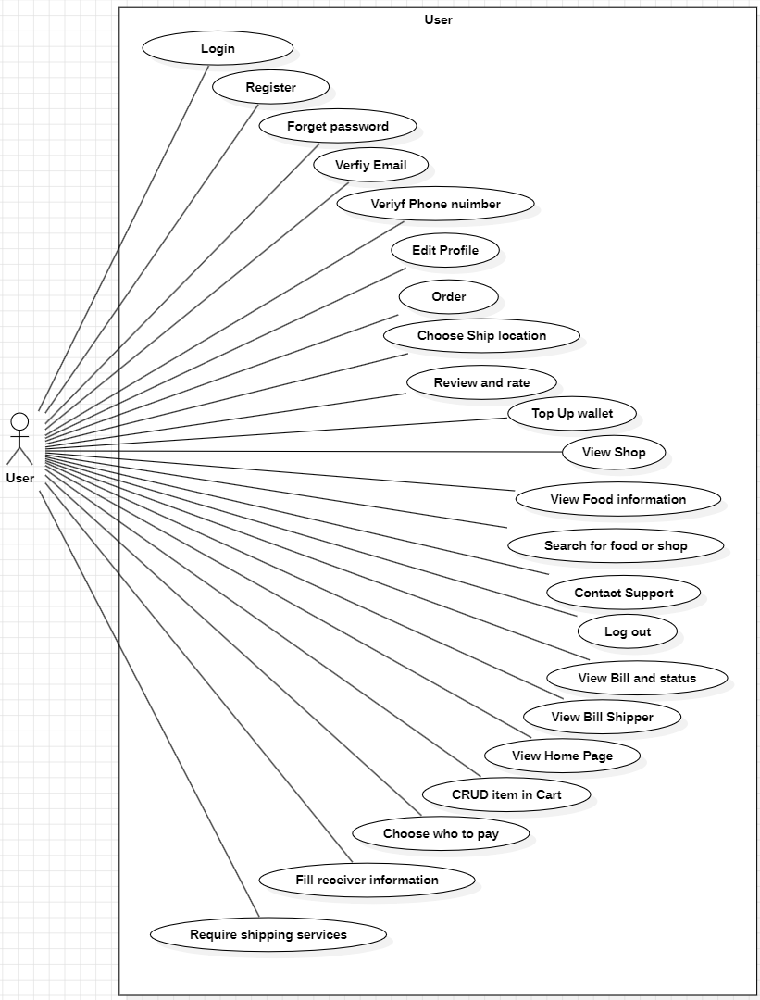 User
Login
Register
Forget password
Verfiy Email
Veriyf Phone nuimber
Edit Profile
Order
Choose Ship location
Review and rate
Top Up wallet
View Shop
User
View Food information
Search for food or shop
Contact Support
Log out
View Bill and status
View Bill Shipper
View Home Page
CRUD item in Cart
Choose who to pay
Fill receiver information
Require shipping services